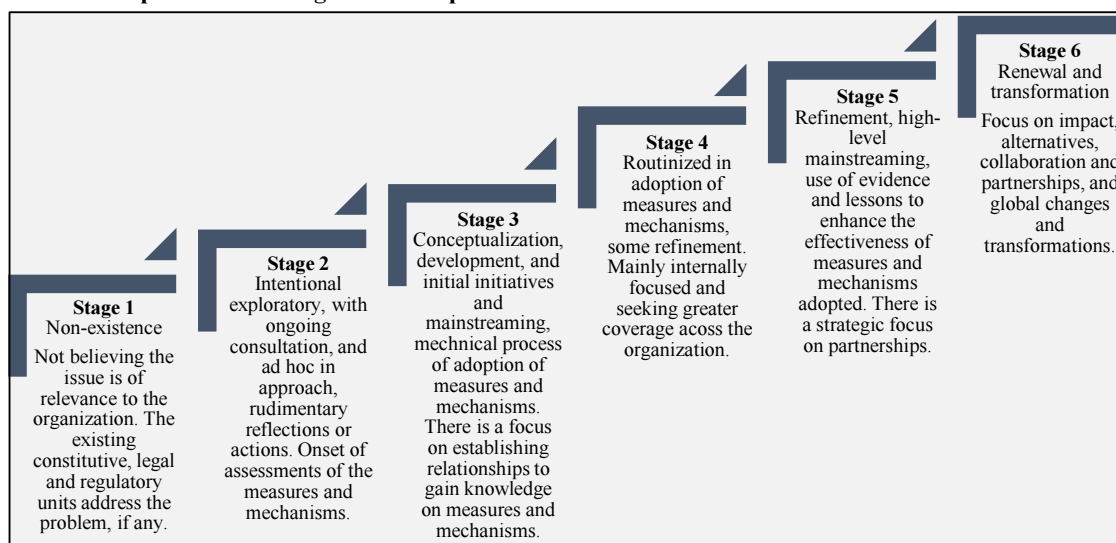 Stage 1
Non-existence
Not believing the
issue is of
relevance to the
organization. The
existing
constitutive, legal
and regulatory
units address the
problem, if any.
Stage 2
Intentional
exploratory, with
ongoing
consultation, and
ad hoc in
approach,
rudimentary
reflections or
actions. Onset of
assessments of the
measures and
mechanisms.
Stage 3
Conceptualization,
development, and
initial initiatives
and
mainstreaming,
mechnical process
of adoption of
measures and
mechanisms.
There is a focus
on establishing
relationships to
gain knowledge
on measures and
mechanisms.
Stage 4
Routinized in
adoption of
measures and
mechanisms,
some refinement.
Mainly internally
focused and
seeking greater
coverage acoss the
organization.
Stage 5
Refinement, high-
level
mainstreaming,
use of evidence
and lessons to
enhance the
effectiveness of
measures and
mechanisms
adopted. There is
a strategic focus
on partnerships.
Stage 6
Renewal and
transformation
Focus on impact,
alternatives,
collaboration and
partnerships, and
global changes
and
transformations.